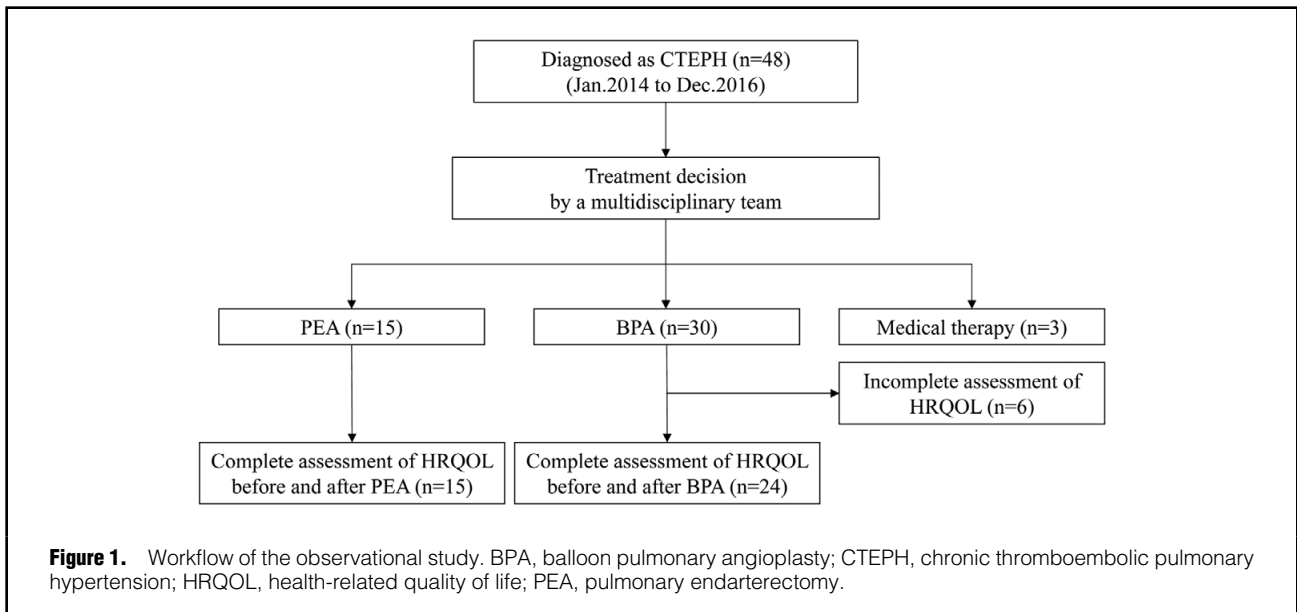 Diagnosed as CTEPH (n=48)
(Jan.2014 to Dec.2016)
Treatment decision
by a multidisciplinary team
PEA (n=15)
BPA (n=30)
Medical therapy (n=3)
Incomplete assessment of
HRQOL (n=6)
Complete assessment of HRQOL
before and after PEA (n=15)
Complete assessment of HRQOL
before and after BPA (n=24)
Figure 1. Workflow of the observational study. BPA, balloon pulmonary angioplasty; CTEPH, chronic thromboembolic pulmonary
hypertension; HRQOL, health-related quality of life; PEA, pulmonary endarterectomy.